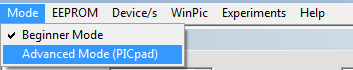 Mode EEPROM Device/s WinPic Experiments Help
Beginner Mode
Advanced Mode (PICpad)